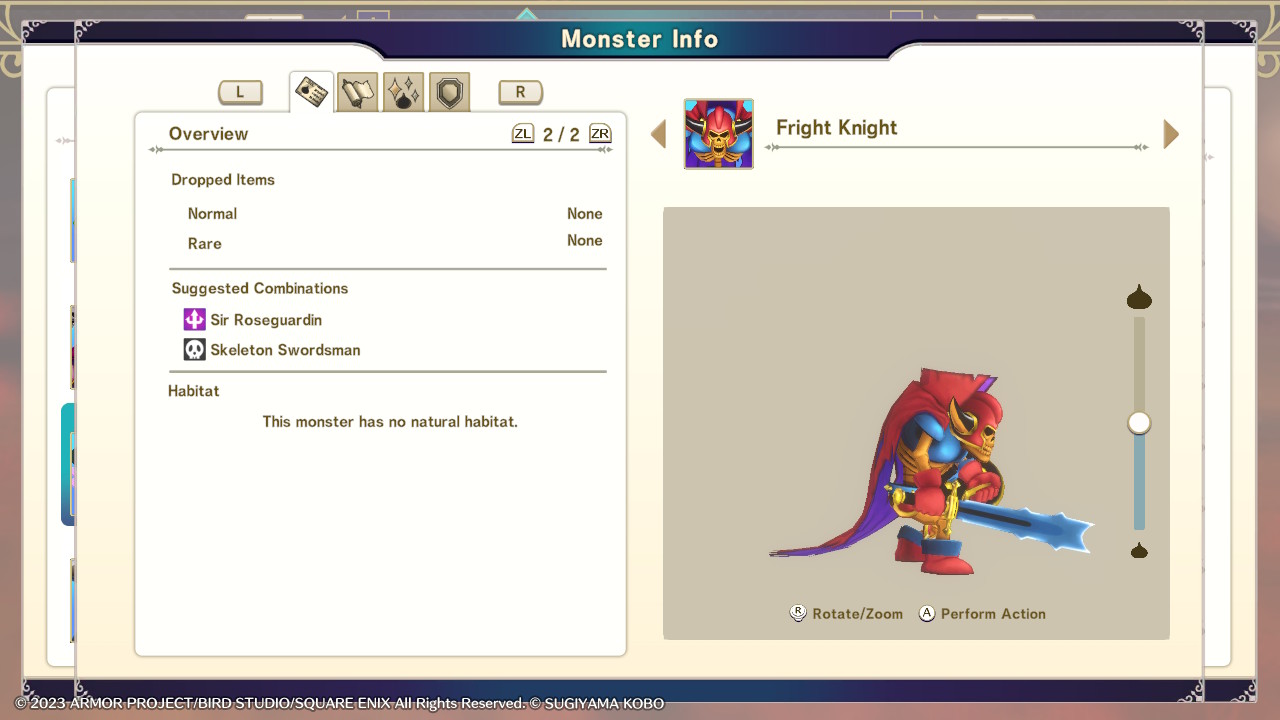 Monster Info
L
R
Overview
ZL 2 / 2 ZR
Dropped Items
Normal None
Rare None
Suggested Combinations
Sir Roseguardin
Skeleton Swordsman
Habitat
This monster has no natural habitat.
Fright Knight
R Rotate/Zoom A Perform Action
© 2023 ARMOR PROJECT/BIRD STUDIO/SQUARE ENIX All Rights Reserved. © SUGIYAMA KOBO